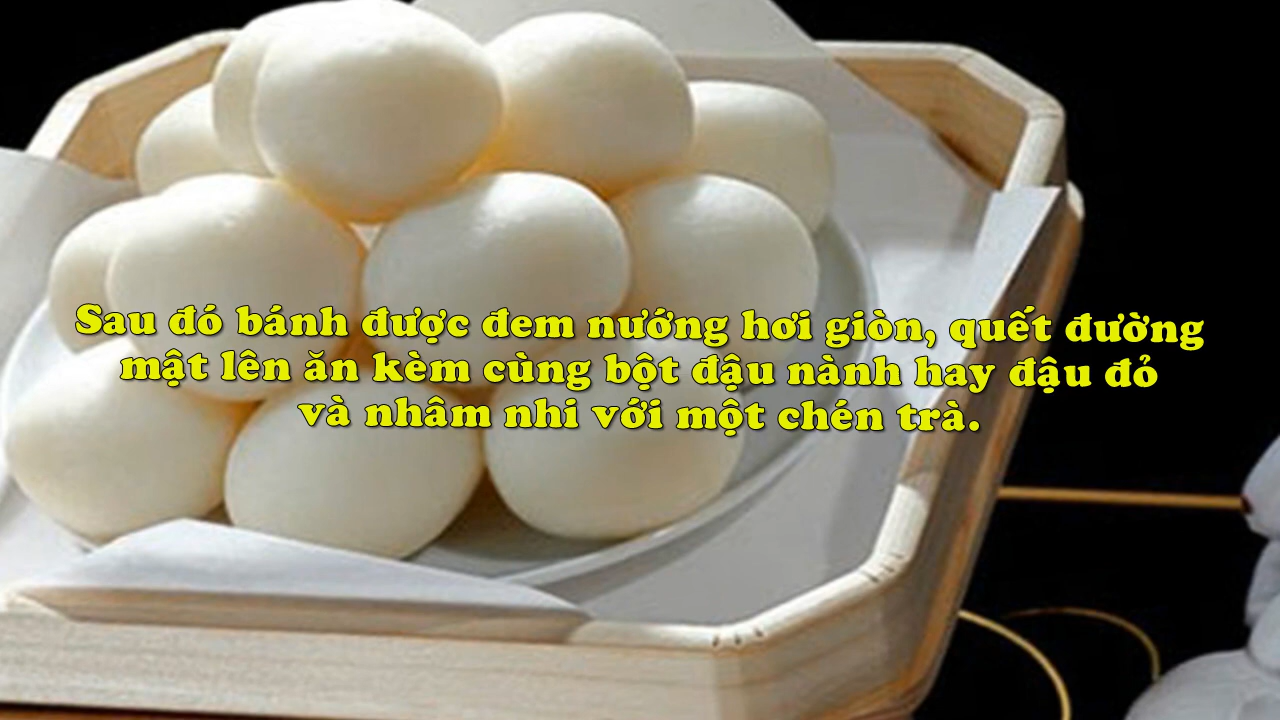 Sau đó bánh được đem nướng hơi giòn, quết đường
mật lên ăn kèm cùng bột đậu nành hay đậu đỏ
và nhâm nhi với một chén trà.